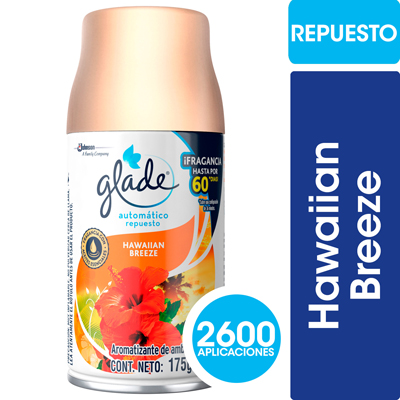 REPUESTO
Hawaiian
Breeze
Johnson
A Family Company
glade
automático
repuesto
HAWAIIAN
BREEZE
¡FRAGANCIA
HASTA POR
60 DÍAS!
Aromatizante de amb
CONT. NETO: 175g
2600
APLICACIONES